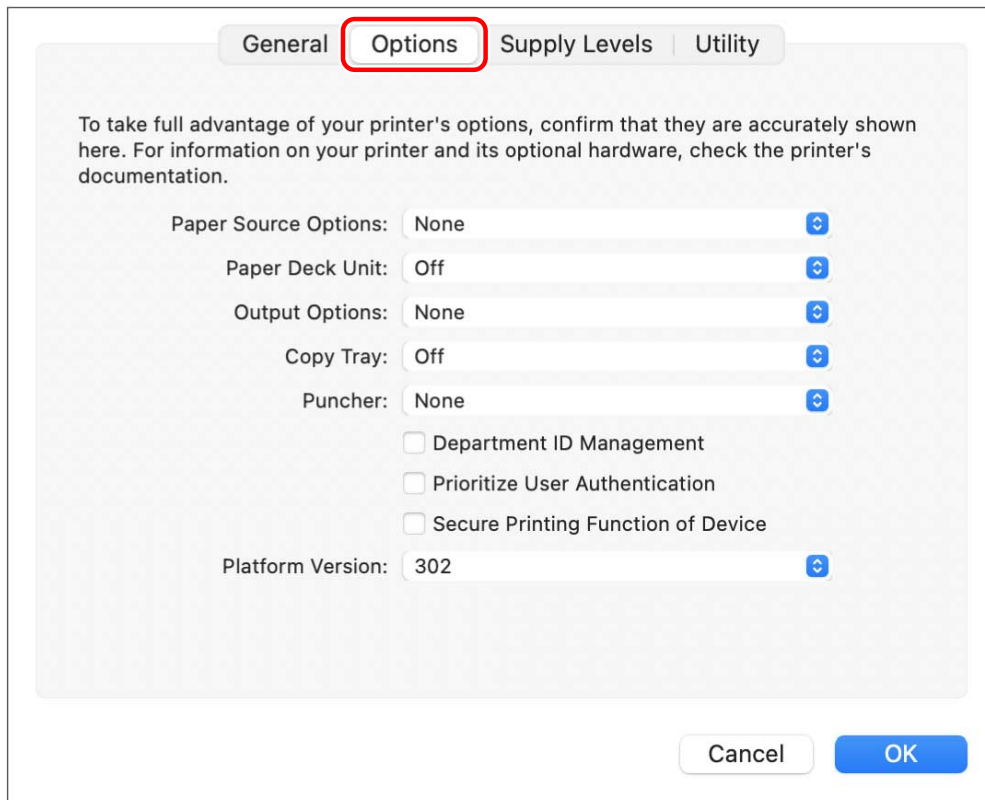 General Options Supply Levels Utility
To take full advantage of your printer's options, confirm that they are accurately shown
here. For information on your printer and its optional hardware, check the printer's
documentation.
Paper Source Options: None
Paper Deck Unit: Off
Output Options: None
Copy Tray: Off
Puncher: None
Department ID Management
Prioritize User Authentication
Secure Printing Function of Device
Platform Version: 302
Cancel OK